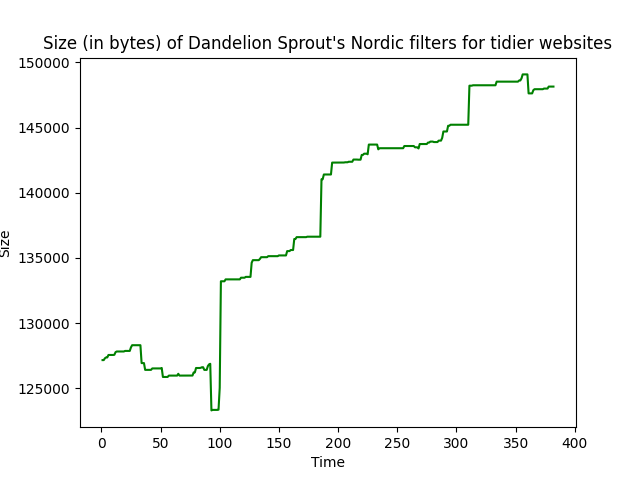 Size (in bytes) of Dandelion Sprout's Nordic filters for tidier websites
150000
145000
140000
135000
130000
125000
Size
0 50 100 150 200 250 300 350 400
Time